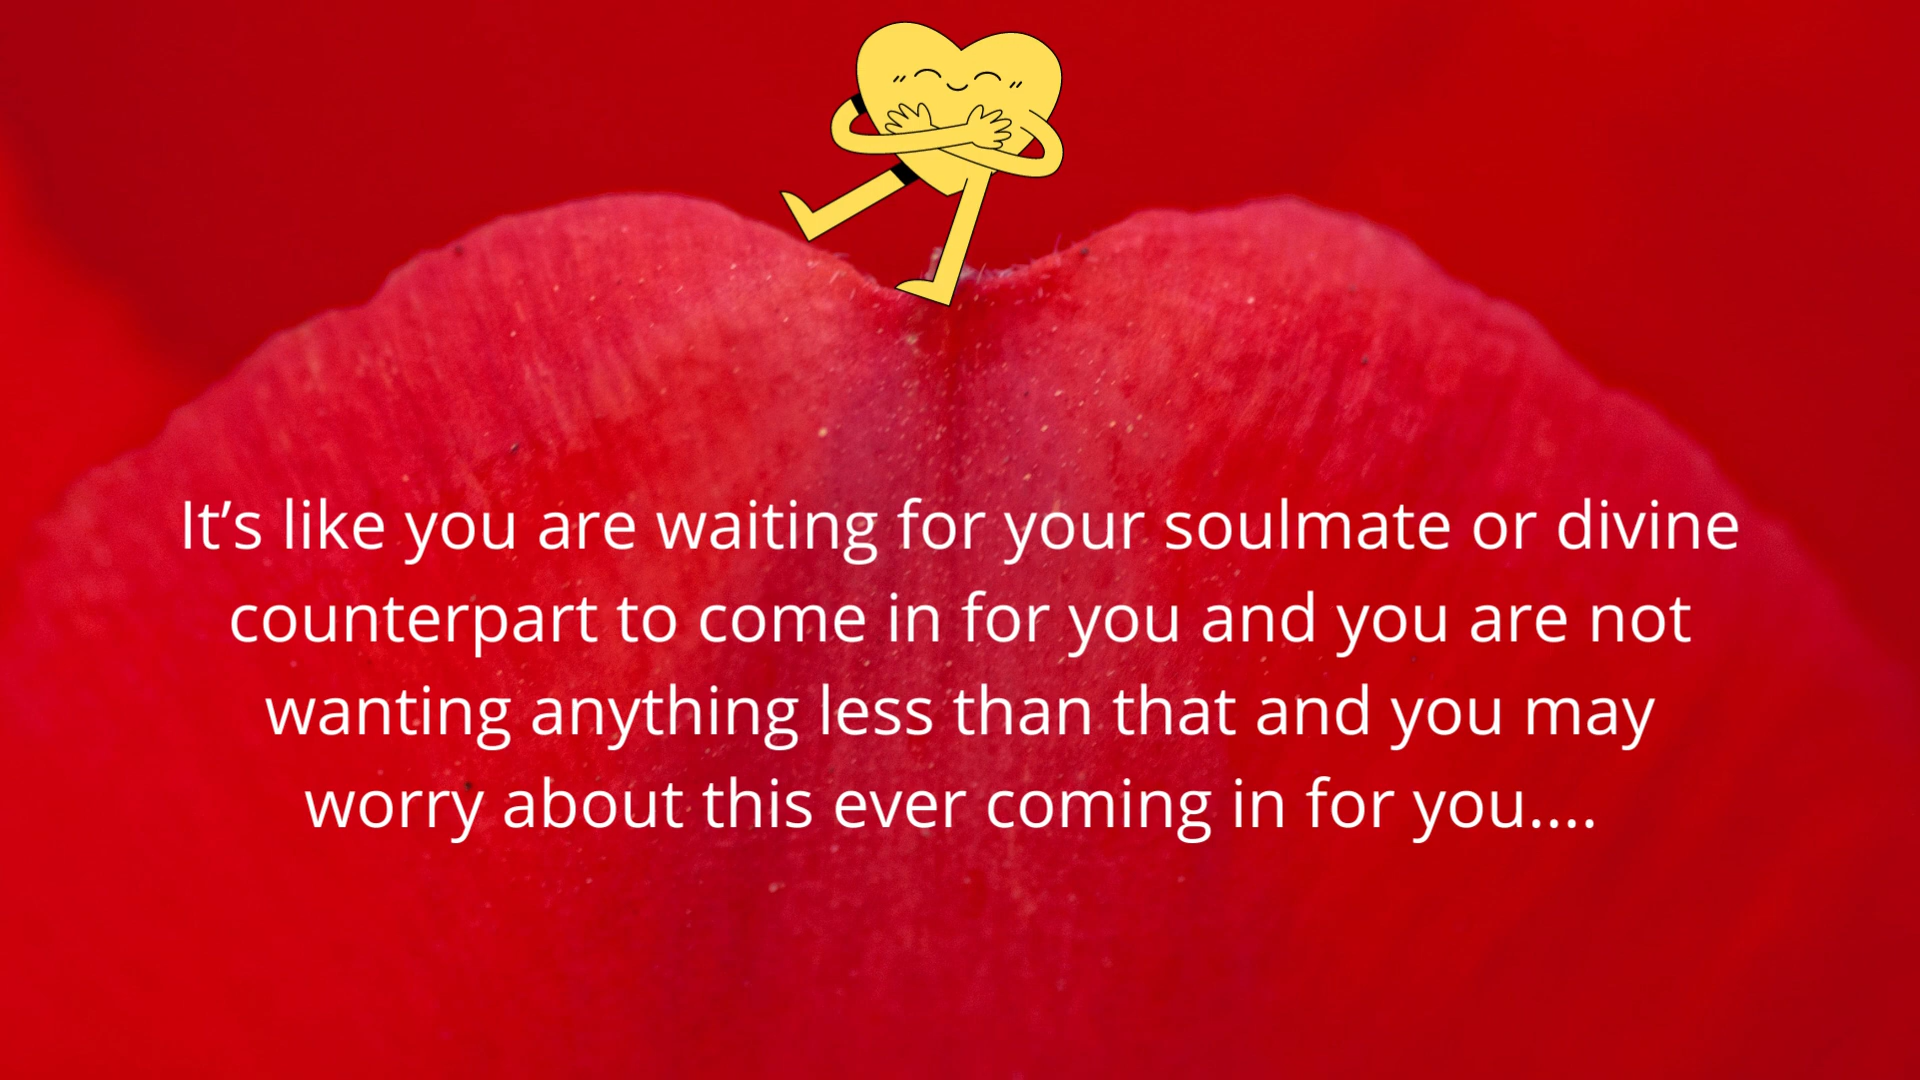 It’s like you are waiting for your soulmate or divine
counterpart to come in for you and you are not
wanting anything less than that and you may
worry about this ever coming in for you....